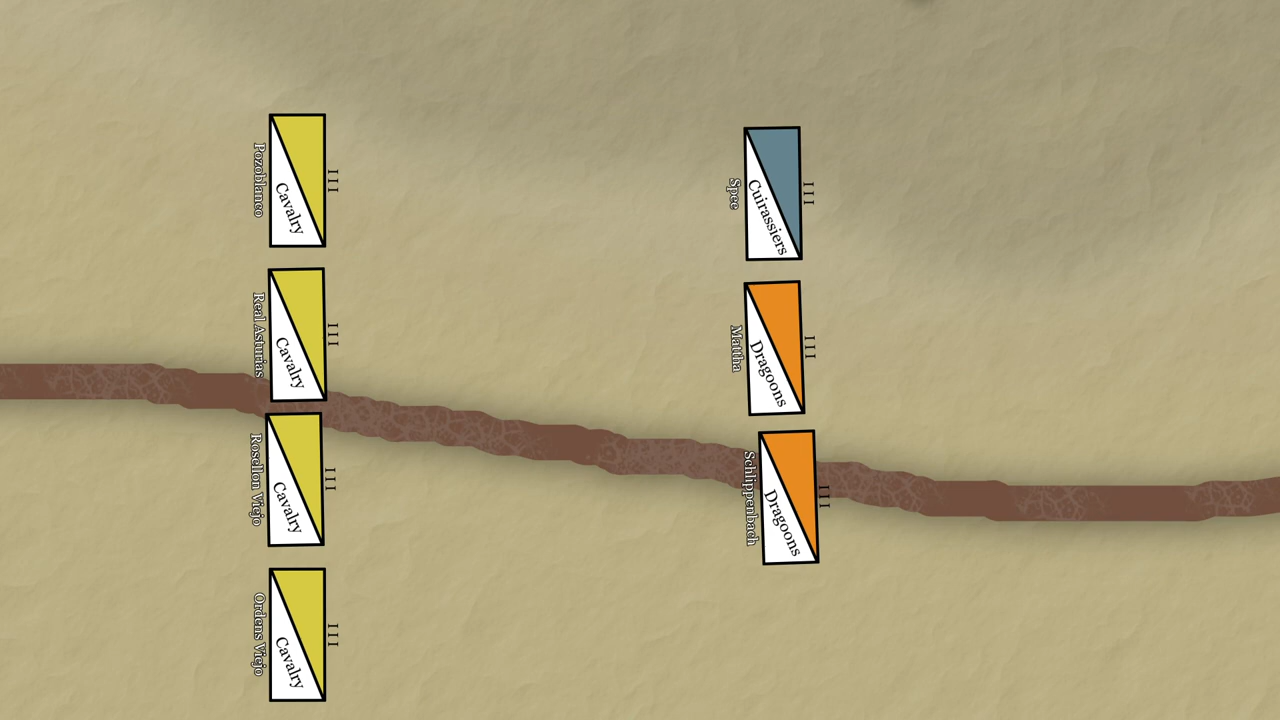 III
Cavalry
Pozoblanco
III
Cavalry
Real Asturias
III
Cavalry
Rosellon Viejo
III
Cavalry
Ordens Viejo
III
Cuirassiers
Spee
III
Dragoons
Mattha
III
Dragoons
Schlippenbach